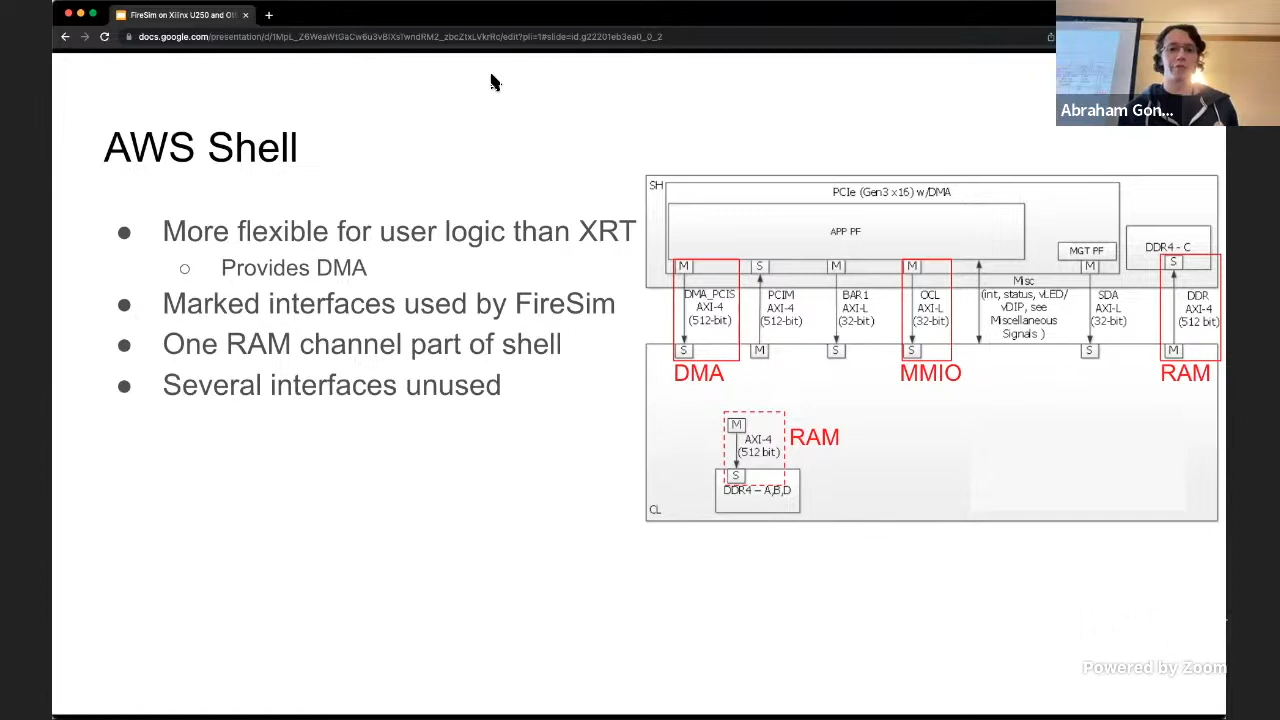 FireSim on Xilinx U250 and Oth
docs.google.com/presentation/d/1MpL_Z6WeaWtGaCw6u3vBlXsTwndRM2_zbcZtxLVkrRc/edit?pli=1#slide=id.g22201eb3ea0_0_2
Abraham Gon...
AWS Shell
More flexible for user logic than XRT
Provides DMA
Marked interfaces used by FireSim
One RAM channel part of shell
Several interfaces unused
SH
PCIe (Gen3 x16) w/DMA
APP PF
MGT PF
DDR4 - C
M S M M M S
DMA_PCIS
AXI-4
(512-bit)
PCIM
AXI-4
(512-bit)
BAR1
AXI-L
(32-bit)
OCL
AXI-L
(32-bit)
Misc
(int, status, vLED/
vDIP, see
Miscellaneous
Signals )
SDA
AXI-L
(32-bit)
DDR
AXI-4
(512 bit)
S M S S S M
DMA
MMIO
RAM
M
AXI-4
(512 bit)
RAM
S
DDR4 – A,B,D
CL
Powered by Zoom